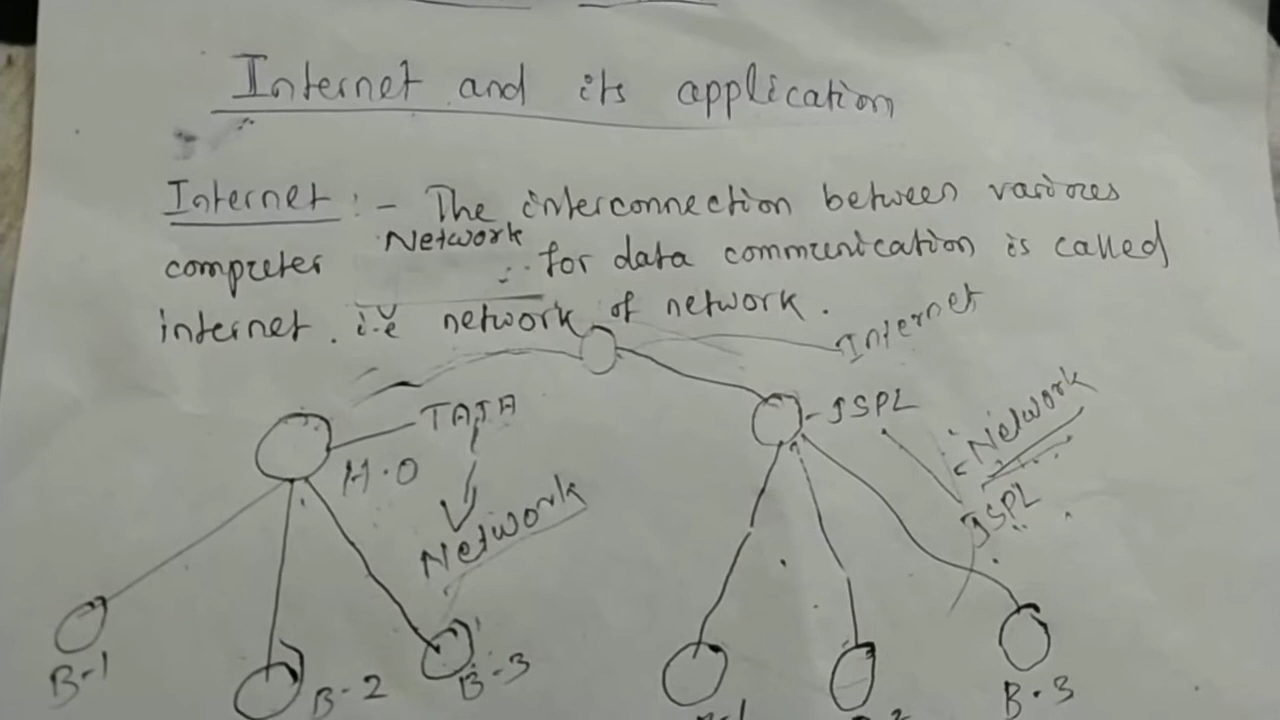 Internet and its application
Internet :- The interconnection between various
computer Network for data communication is called
internet. i.e network of network.
Internet
TATA
JSPL
Network
H.O
JSPL
Network
B-1
B-2
B-3
B-3